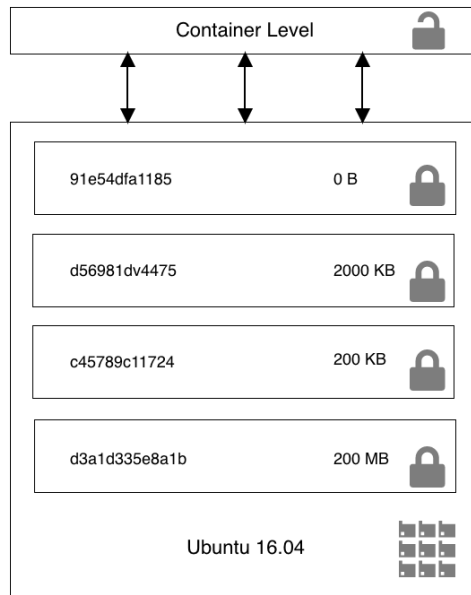 Container Level
91e54dfa1185 0 B
d56981dv4475 2000 KB
c45789c11724 200 KB
d3a1d335e8a1b 200 MB
Ubuntu 16.04